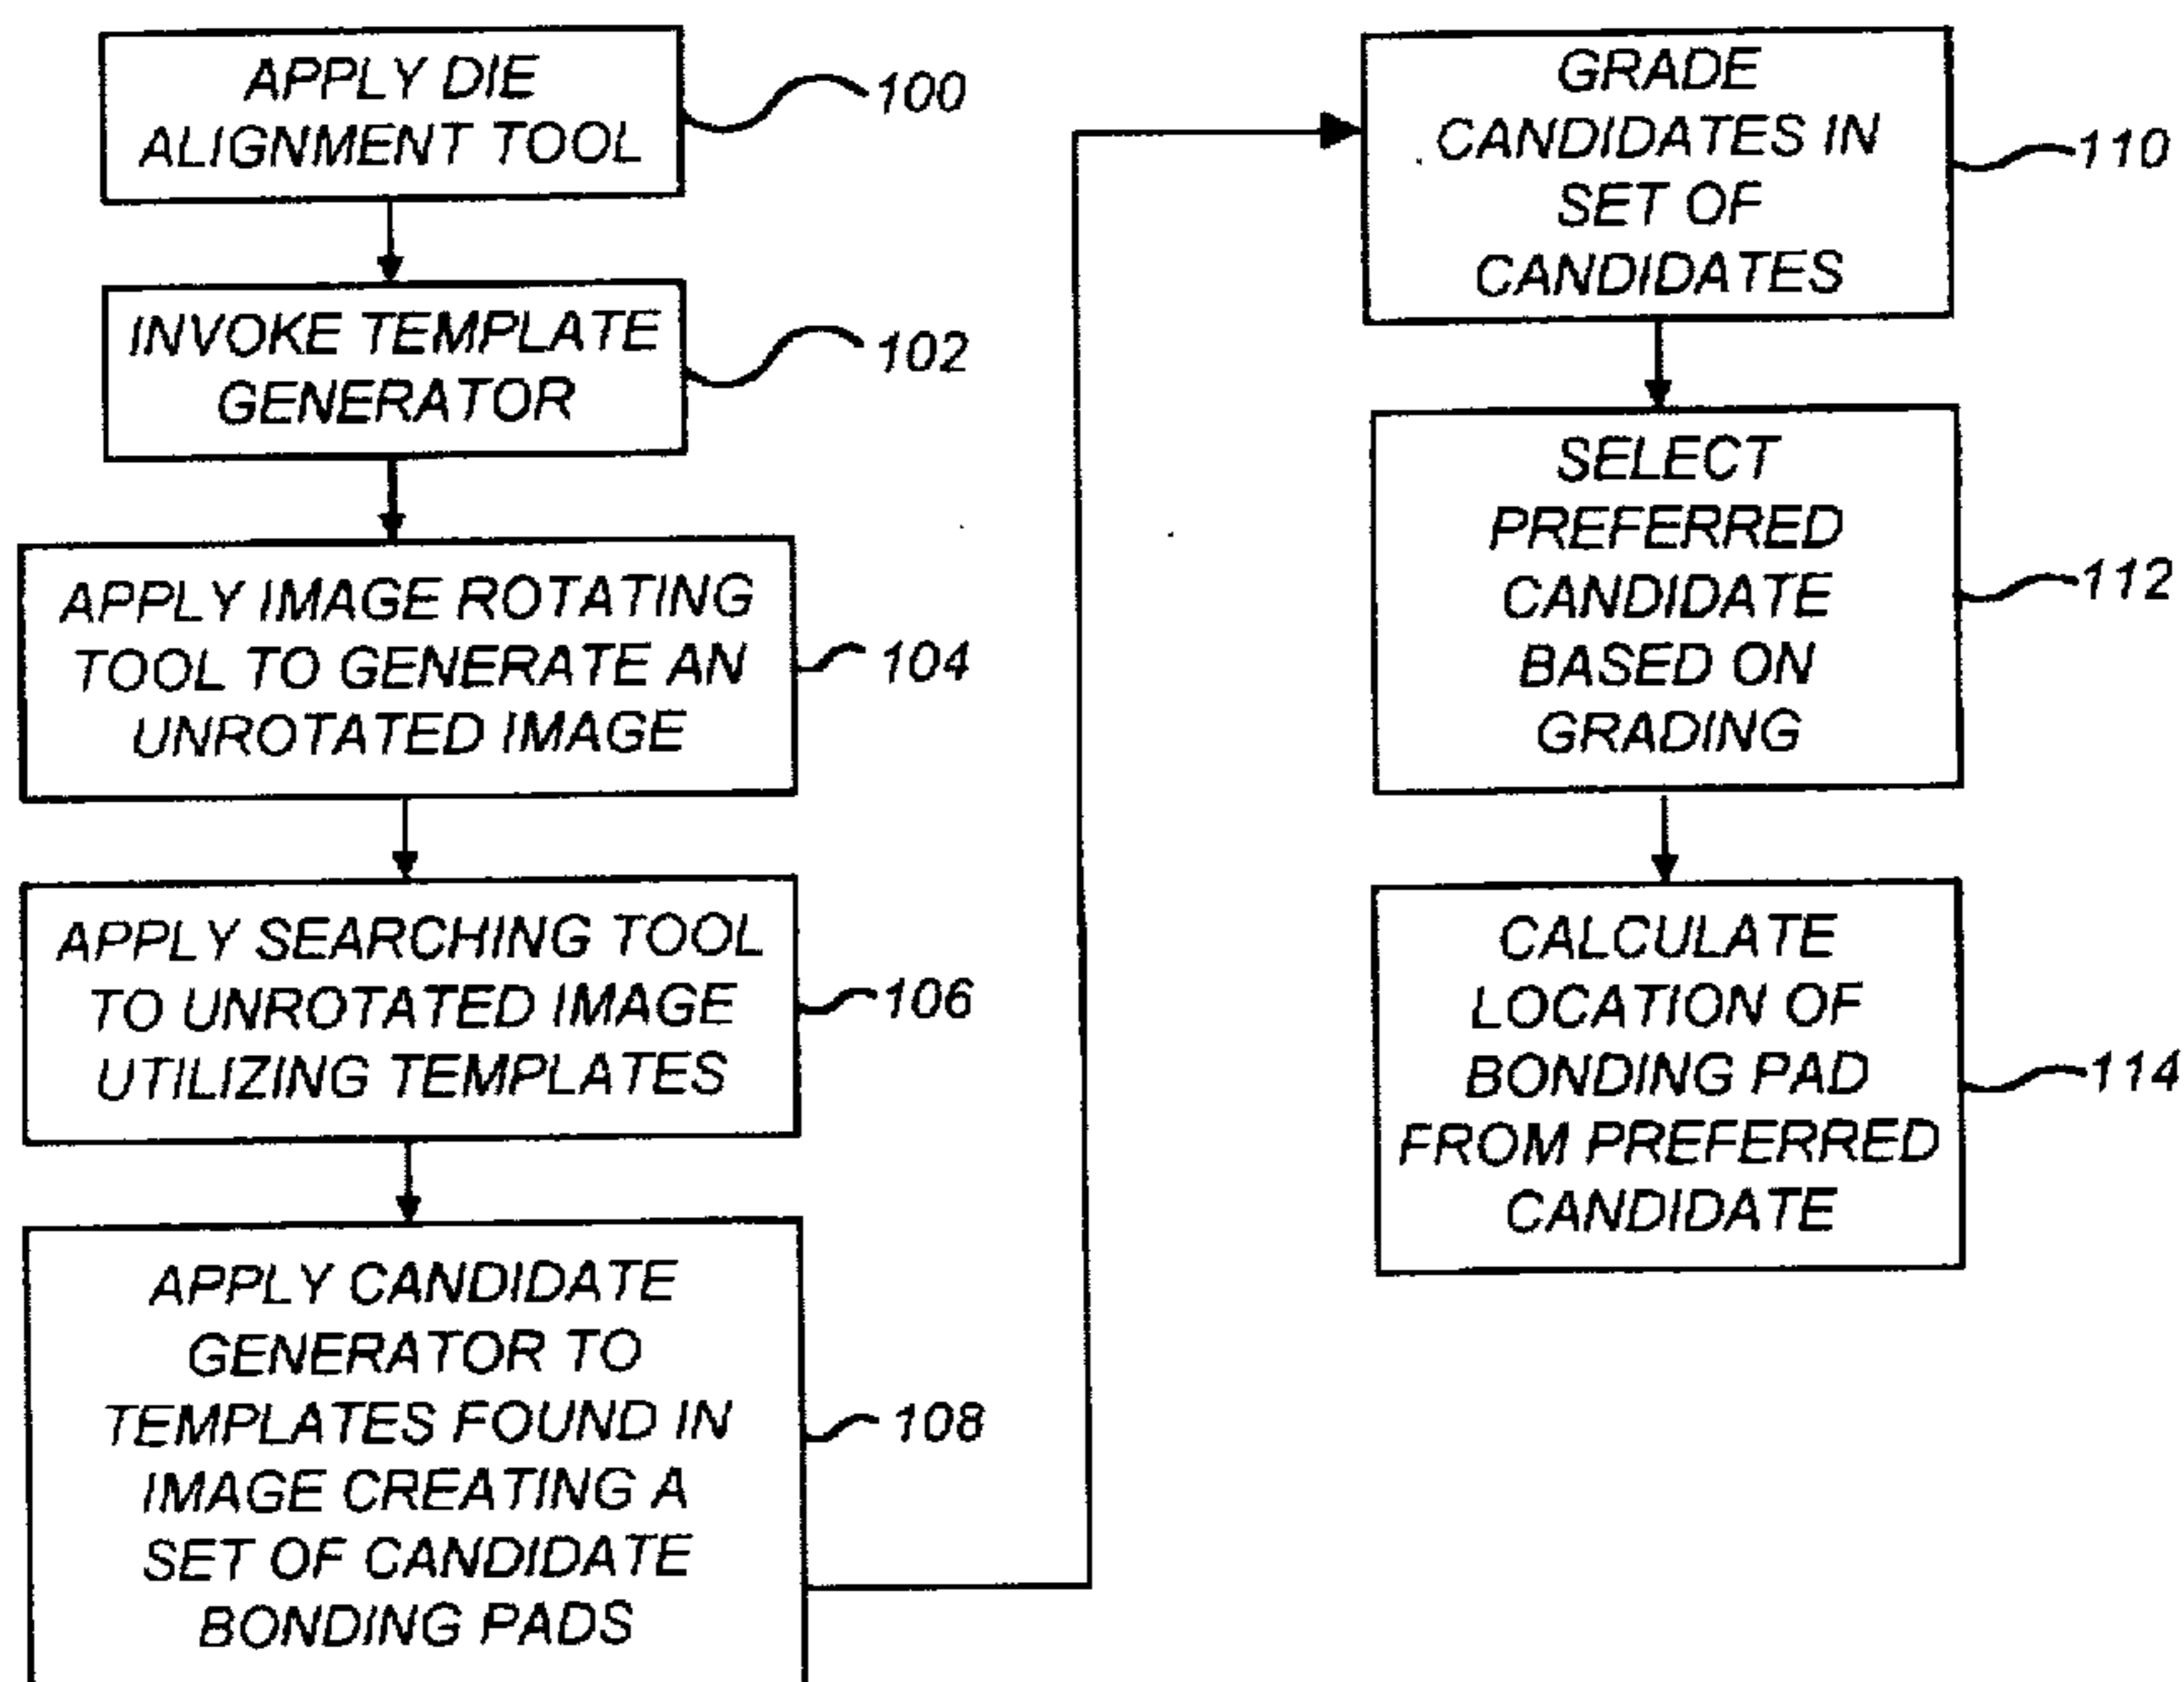 APPLY DIE
ALIGNMENT TOOL
100
INVOKE TEMPLATE
GENERATOR
102
APPLY IMAGE ROTATING
TOOL TO GENERATE AN
UNROTATED IMAGE
104
APPLY SEARCHING TOOL
TO UNROTATED IMAGE
UTILIZING TEMPLATES
106
APPLY CANDIDATE
GENERATOR TO
TEMPLATES FOUND IN
IMAGE CREATING A
SET OF CANDIDATE
BONDING PADS
108
GRADE
CANDIDATES IN
SET OF
CANDIDATES
110
SELECT
PREFERRED
CANDIDATE
BASED ON
GRADING
112
CALCULATE
LOCATION OF
BONDING PAD
FROM PREFERRED
CANDIDATE
114